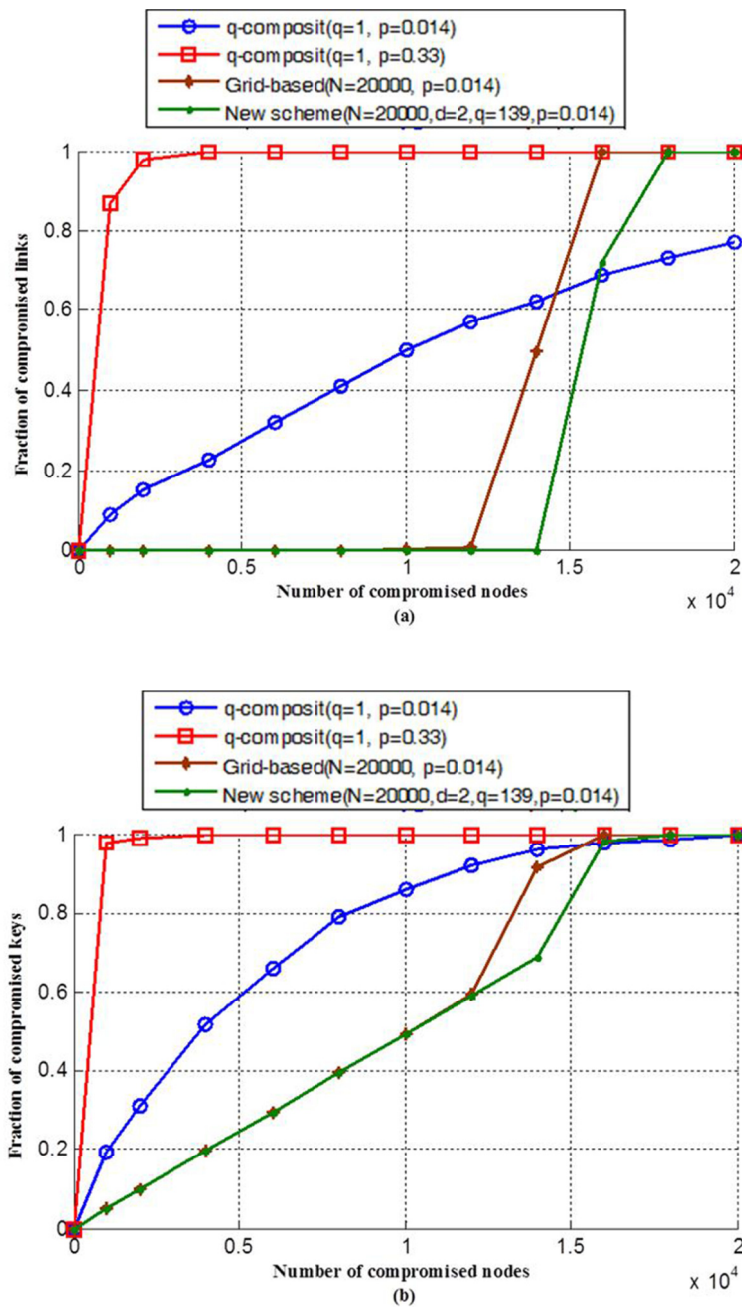 q-composit(q=1, p=0.014)
q-composit(q=1, p=0.33)
Grid-based(N=20000, p=0.014)
New scheme(N=20000,d=2,q=139,p=0.014)
1
0.8
0.6
0.4
0.2
0
Fraction of compromised links
0 0.5 1 1.5 2
Number of compromised nodes
x 10^4
(a)
q-composit(q=1, p=0.014)
q-composit(q=1, p=0.33)
Grid-based(N=20000, p=0.014)
New scheme(N=20000,d=2,q=139,p=0.014)
1
0.8
0.6
0.4
0.2
0
Fraction of compromised keys
0 0.5 1 1.5 2
Number of compromised nodes
x 10^4
(b)